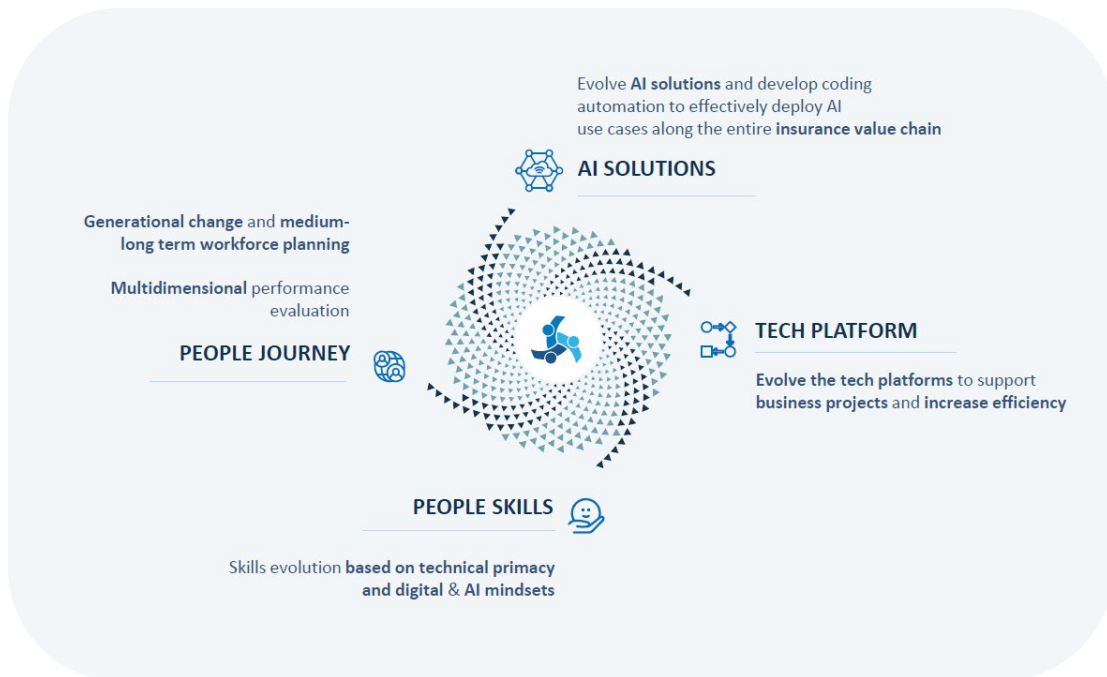 Evolve AI solutions and develop coding
automation to effectively deploy AI
use cases along the entire insurance value chain
AI SOLUTIONS
Generational change and medium-
long term workforce planning
Multidimensional performance
evaluation
PEOPLE JOURNEY
TECH PLATFORM
Evolve the tech platforms to support
business projects and increase efficiency
PEOPLE SKILLS
Skills evolution based on technical primacy
and digital & AI mindsets